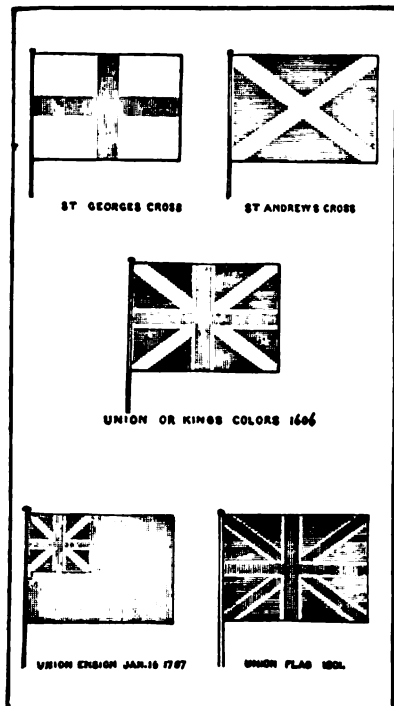 ST GEORGES CROSS
ST ANDREWS CROSS
UNION OR KINGS COLORS 1606
UNION ENSIGN JAN. 16 1707
UNION FLAG 1801.